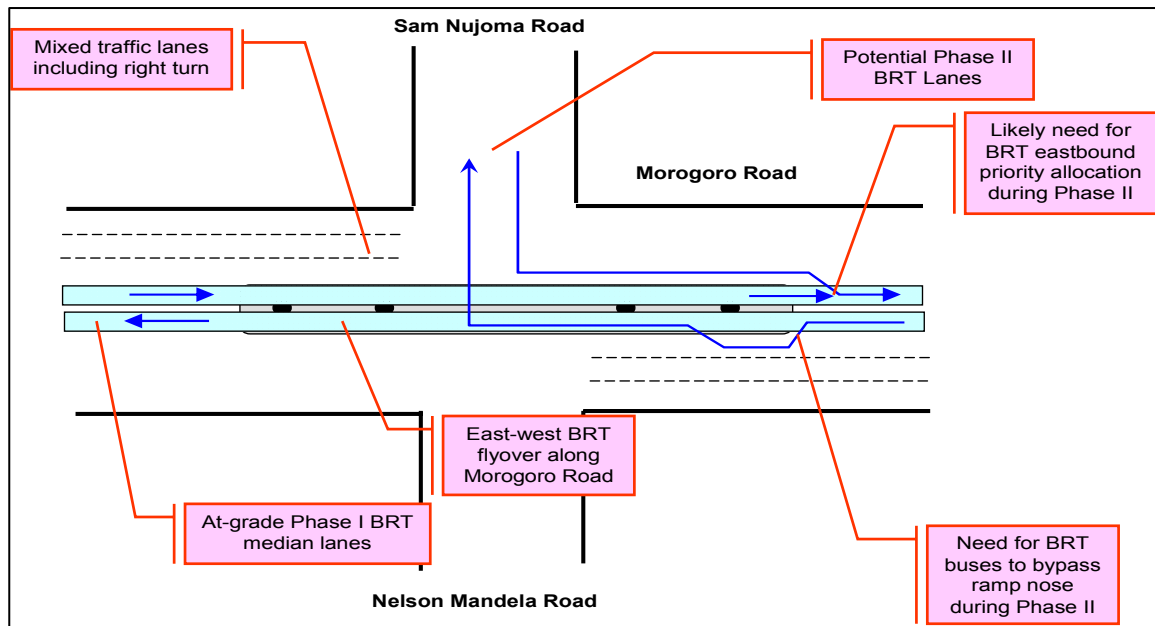 Sam Nujoma Road
Mixed traffic lanes
including right turn
Potential Phase II
BRT Lanes
Likely need for
BRT eastbound
priority allocation
during Phase II
Morogoro Road
East-west BRT
flyover along
Morogoro Road
At-grade Phase I BRT
median lanes
Need for BRT
buses to bypass
ramp nose
during Phase II
Nelson Mandela Road